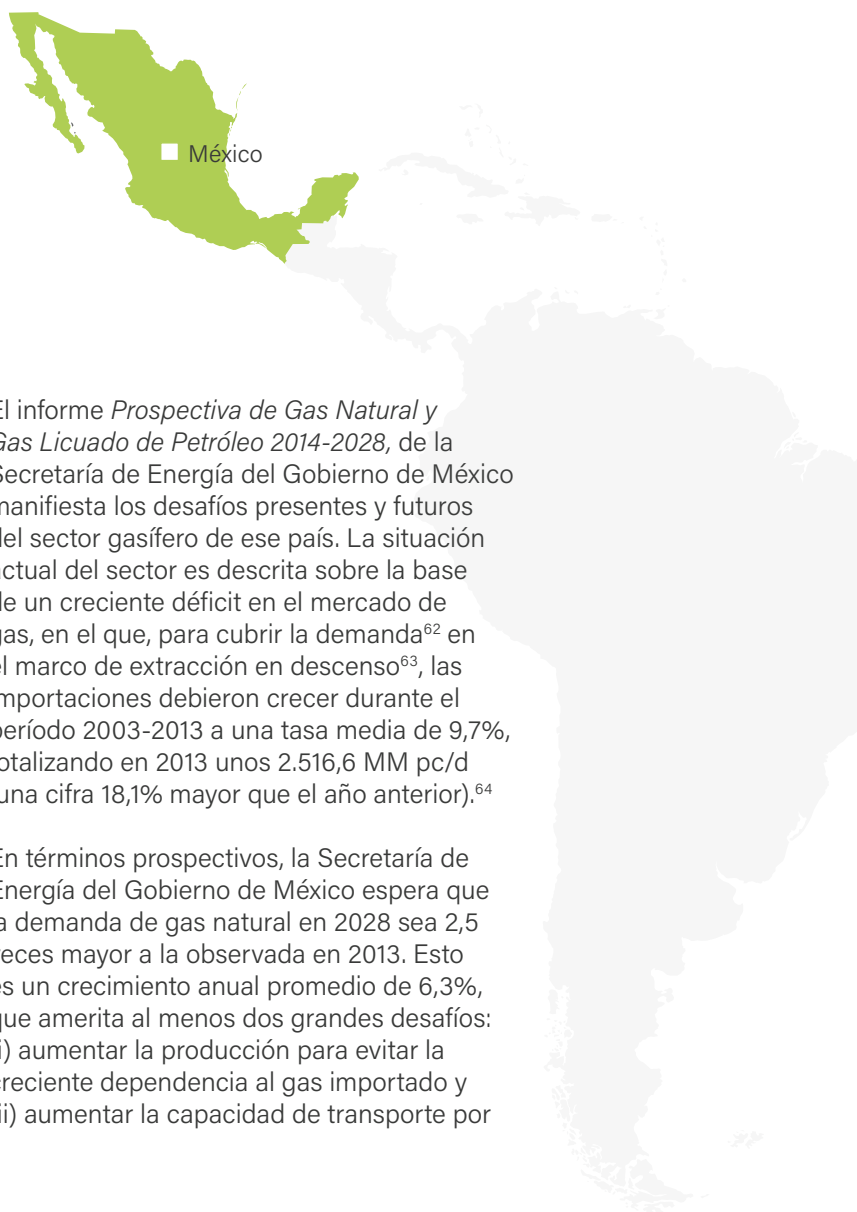 México
El informe Prospectiva de Gas Natural y
Gas Licuado de Petróleo 2014-2028, de la
Secretaría de Energía del Gobierno de México
manifiesta los desafíos presentes y futuros
del sector gasífero de ese país. La situación
actual del sector es descrita sobre la base
de un creciente déficit en el mercado de
gas, en el que, para cubrir la demanda⁶² en
el marco de extracción en descenso⁶³, las
importaciones debieron crecer durante el
período 2003-2013 a una tasa media de 9,7%,
totalizando en 2013 unos 2.516,6 MM pc/d
(una cifra 18,1% mayor que el año anterior).⁶⁴
En términos prospectivos, la Secretaría de
Energía del Gobierno de México espera que
la demanda de gas natural en 2028 sea 2,5
veces mayor a la observada en 2013. Esto
es un crecimiento anual promedio de 6,3%,
que amerita al menos dos grandes desafíos:
(i) aumentar la producción para evitar la
creciente dependencia al gas importado y
(ii) aumentar la capacidad de transporte por